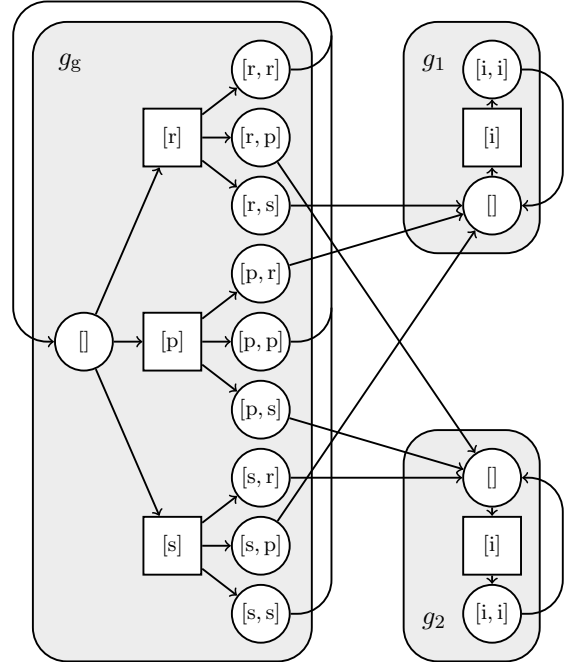 g_g
[r, r]
[r, p]
[r, s]
[r]
[p, r]
[]
[p]
[p, p]
[p, s]
[s, r]
[s]
[s, p]
[s, s]
g_1
[i, i]
[i]
[]
[]
[i]
g_2
[i, i]